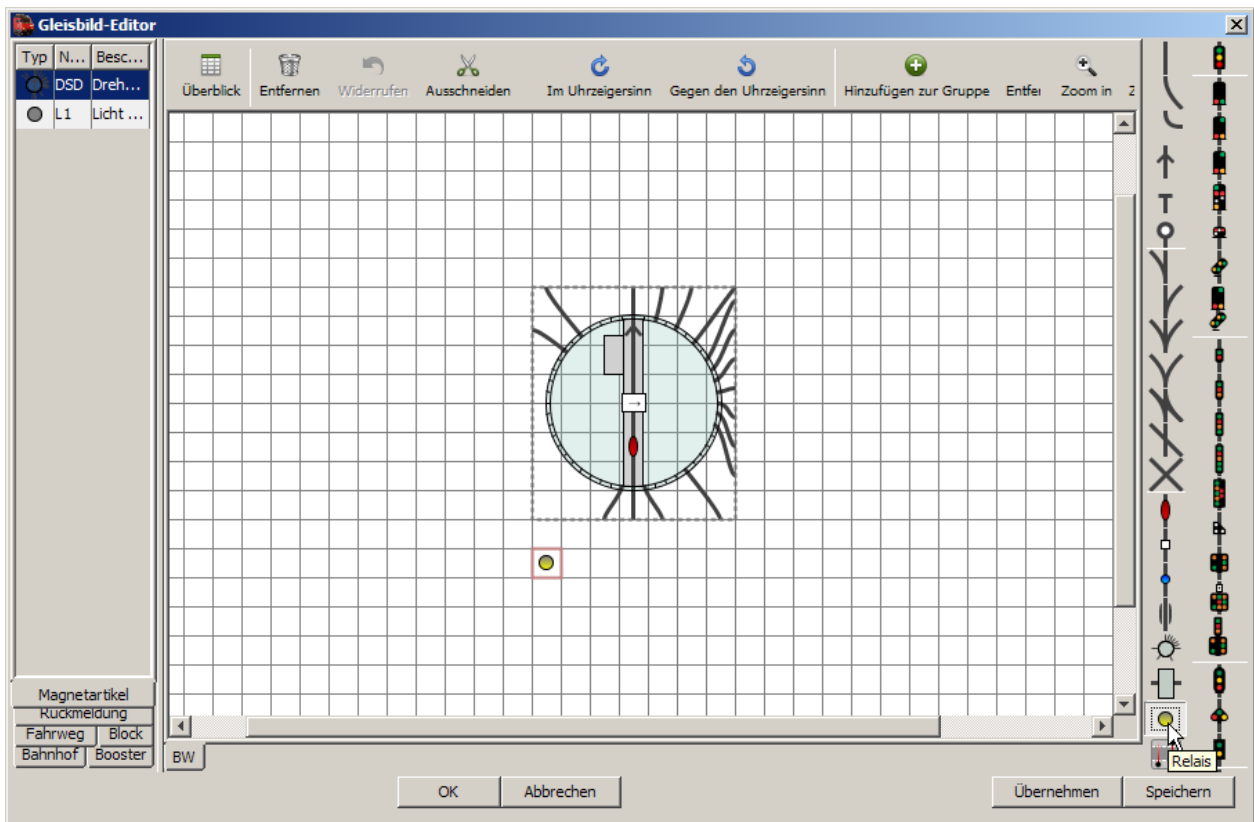 Gleisbild-Editor
Typ N... Besc...
DSD Dreh...
L1 Licht ...
Überblick Entfernen Widerrufen Ausschneiden Im Uhrzeigersinn Gegen den Uhrzeigersinn Hinzufügen zur Gruppe Entfei Zoom in Z
Magnetartikel
Rückmeldung
Fahrweg Block
Bahnhof Booster
BW
Relais
OK Abbrechen Übernehmen Speichern